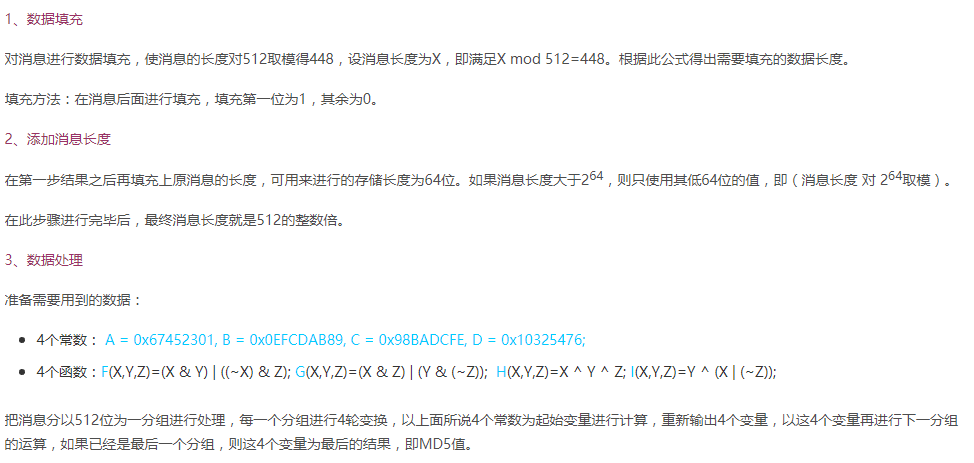 1、数据填充
对消息进行数据填充，使消息的长度对512取模得448，设消息长度为X，即满足X mod 512=448。根据此公式得出需要填充的数据长度。
填充方法：在消息后面进行填充，填充第一位为1，其余为0。
2、添加消息长度
在第一步结果之后再填充上原消息的长度，可用来进行的存储长度为64位。如果消息长度大于2^64，则只使用其低64位的值，即（消息长度 对 2^64取模）。
在此步骤进行完毕后，最终消息长度就是512的整数倍。
3、数据处理
准备需要用到的数据：
• 4个常数： A = 0x67452301, B = 0x0EFCDAB89, C = 0x98BADCFE, D = 0x10325476;
• 4个函数：F(X,Y,Z)=(X & Y) | ((~X) & Z); G(X,Y,Z)=(X & Z) | (Y & (~Z)); H(X,Y,Z)=X ^ Y ^ Z; I(X,Y,Z)=Y ^ (X | (~Z));
把消息分以512位为一分组进行处理，每一个分组进行4轮变换，以上面所说4个常数为起始变量进行计算，重新输出4个变量，以这4个变量再进行下一分组
的运算，如果已经是最后一个分组，则这4个变量为最后的结果，即MD5值。